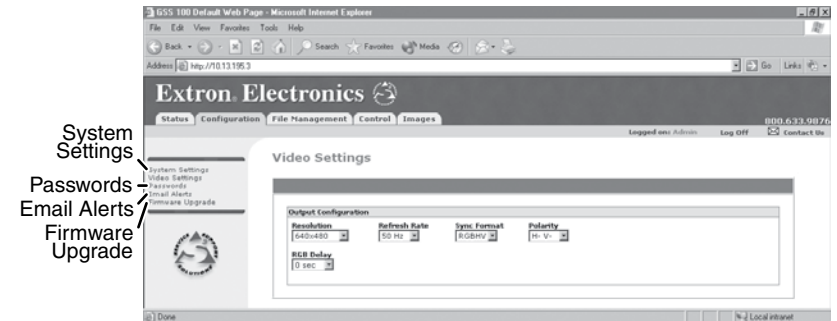 GSS 100 Default Web Page - Microsoft Internet Explorer
File Edit View Favorites Tools Help
Back Search Favorites Media
Address http://10.13.195.3 Go Links
Extron Electronics
Status Configuration File Management Control Images
800.633.9876
Logged on: Admin Log Off Contact Us
System Settings
Passwords
Email Alerts
Firmware Upgrade
System Settings
Video Settings
Passwords
Email Alerts
Firmware Upgrade
Video Settings
Output Configuration
Resolution Refresh Rate Sync Format Polarity
640x480 50 Hz RGBHV H- V-
RGB Delay
0 sec
Done
Local intranet